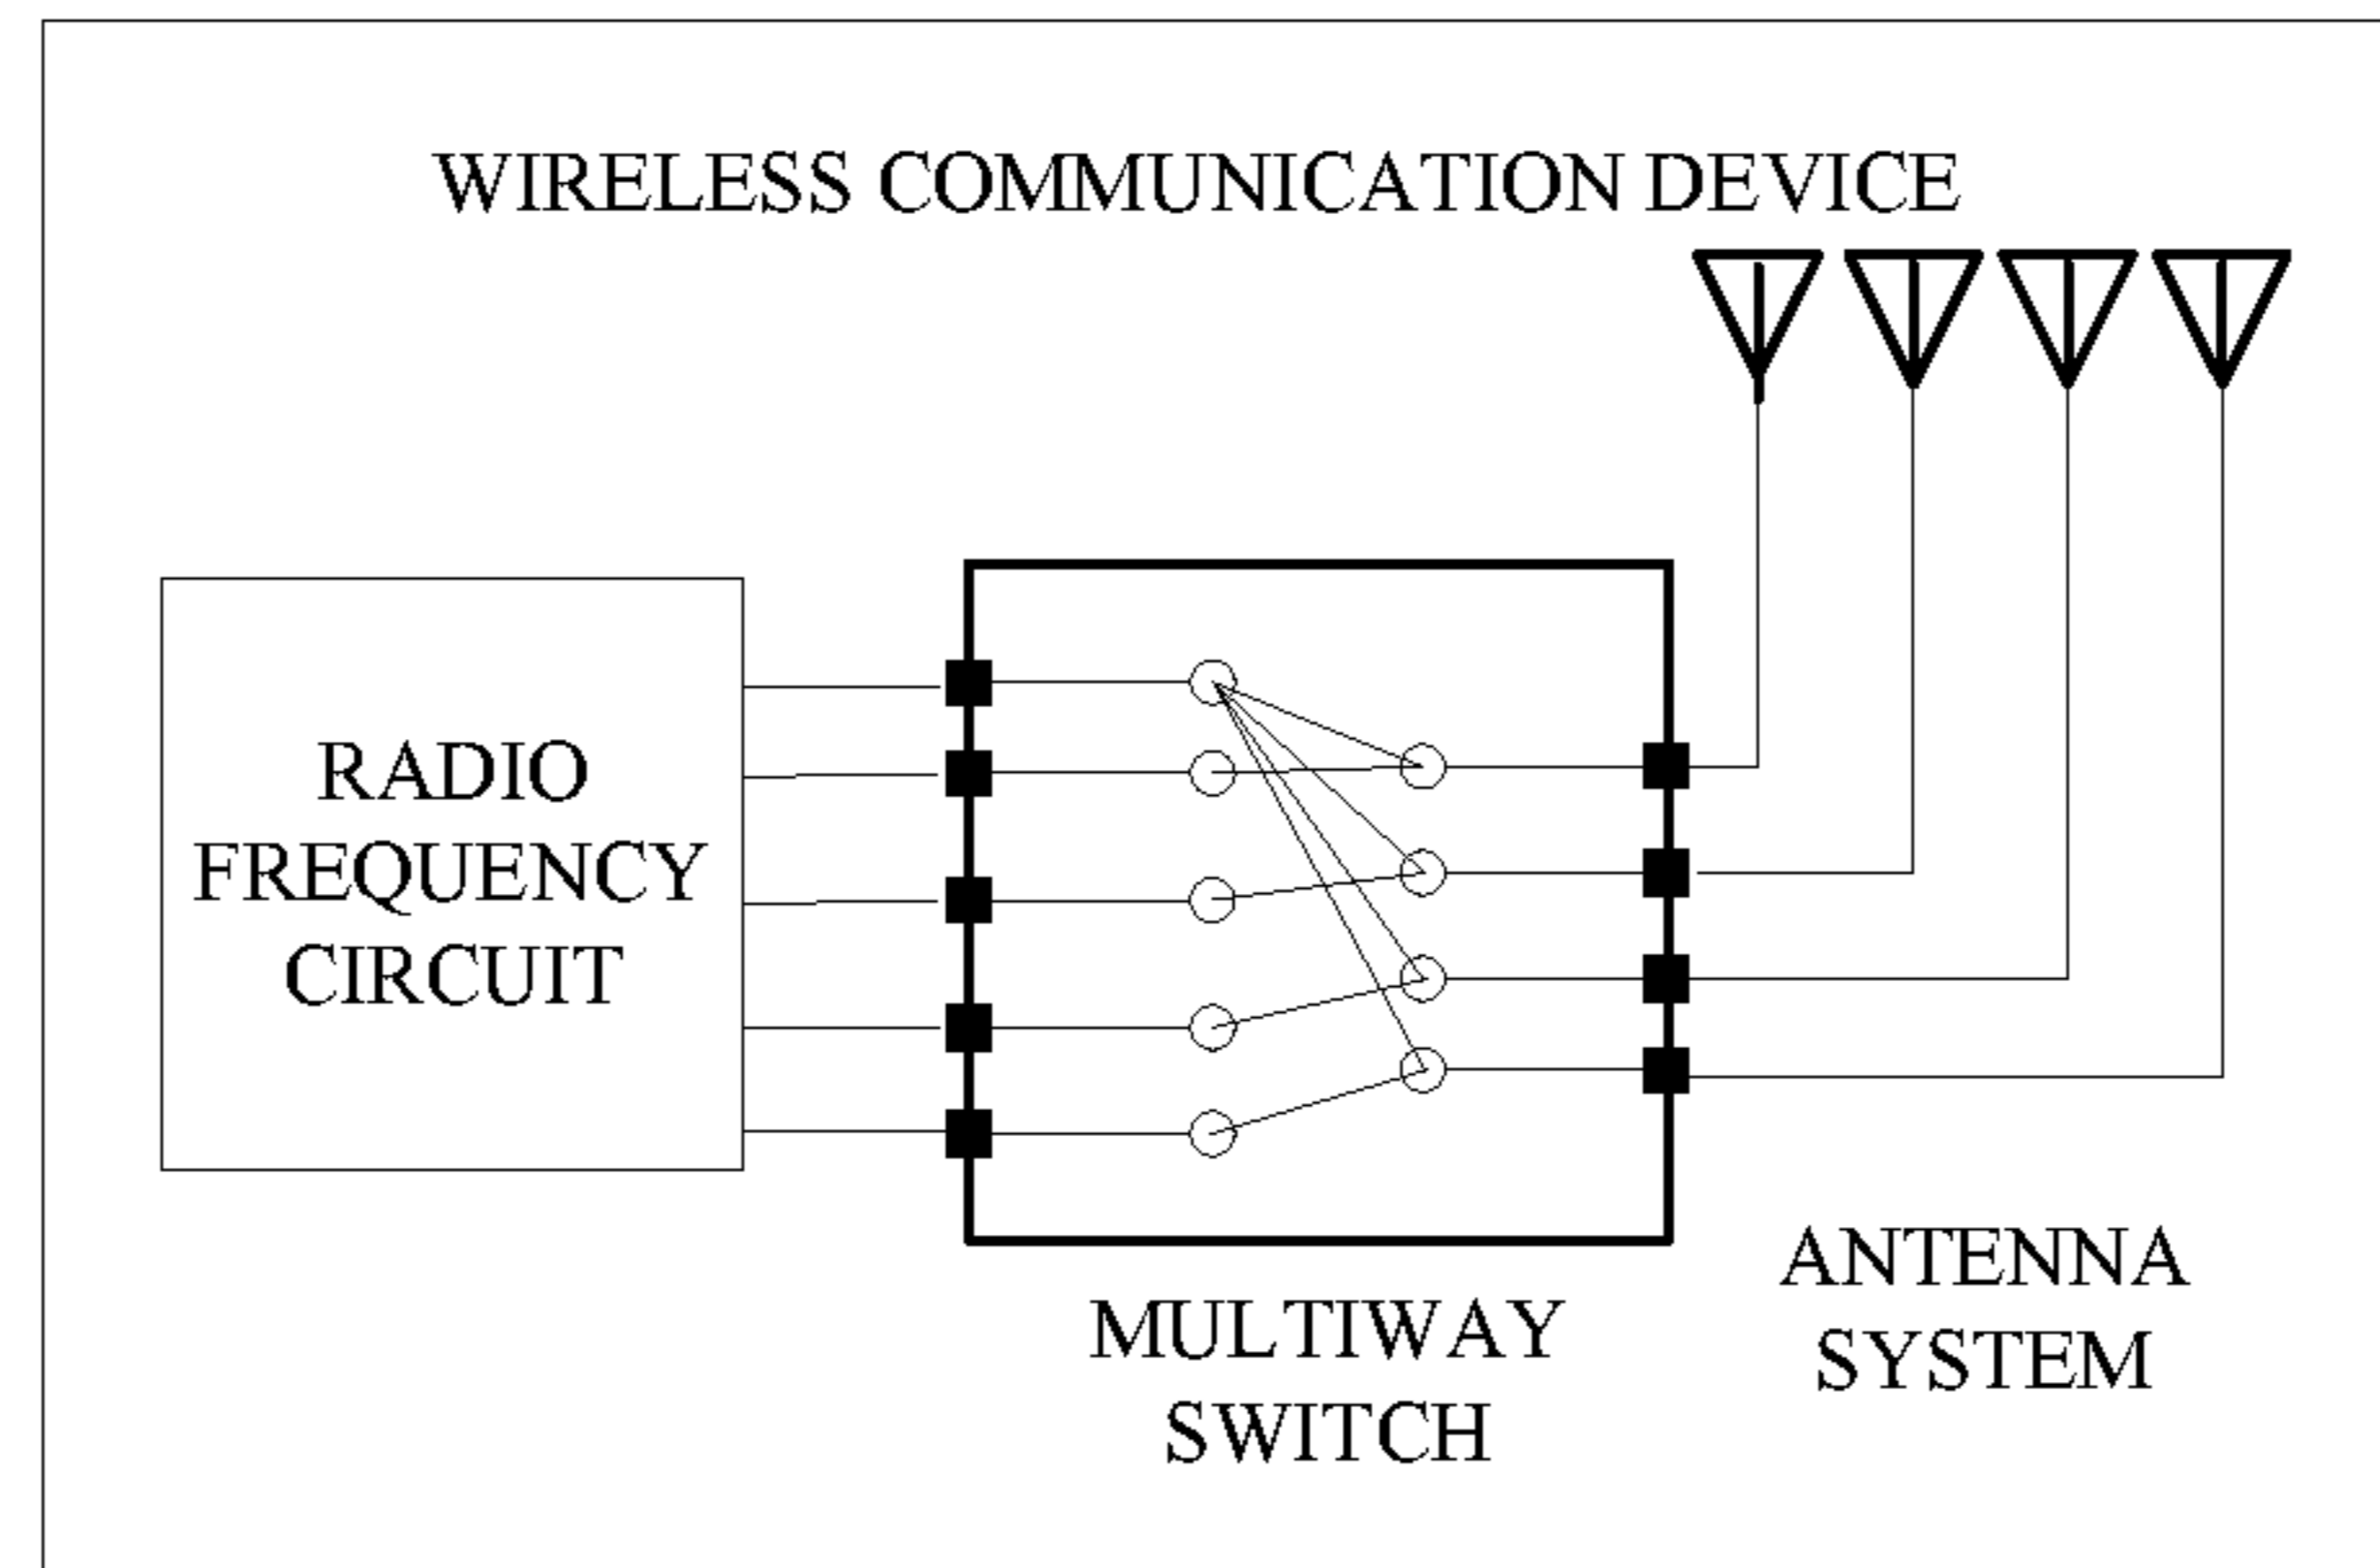 WIRELESS COMMUNICATION DEVICE
RADIO
FREQUENCY
CIRCUIT
MULTIWAY
SWITCH
ANTENNA
SYSTEM